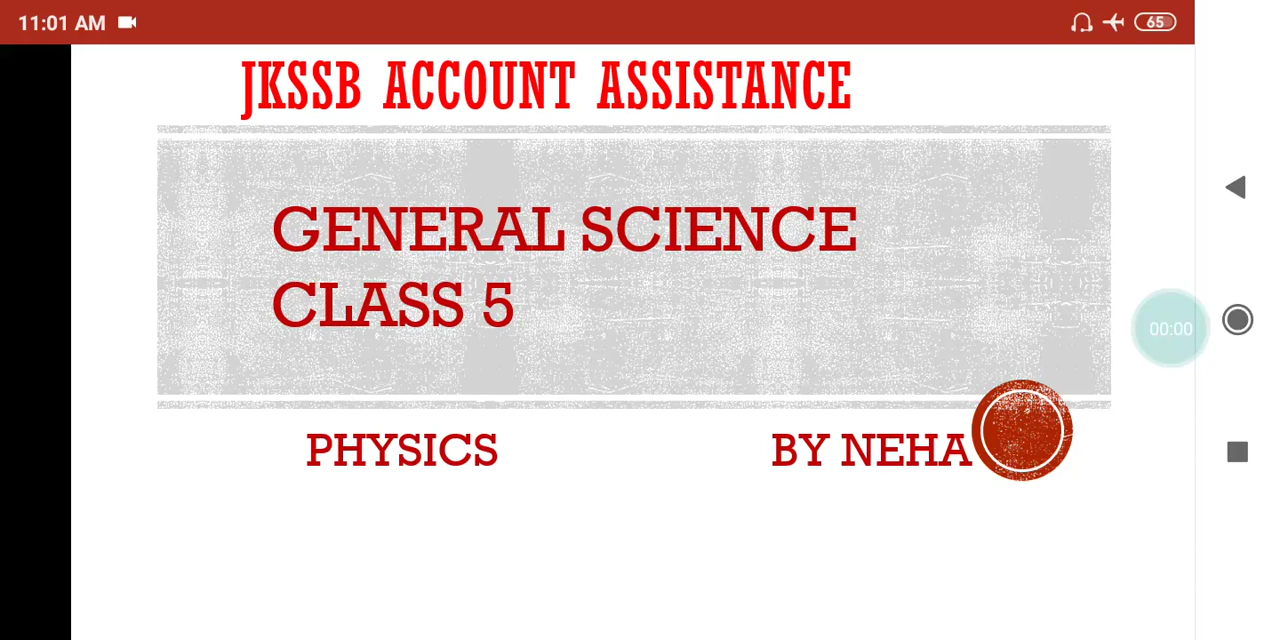 11:01 AM
65
JKSSB ACCOUNT ASSISTANCE
GENERAL SCIENCE
CLASS 5
00:00
PHYSICS BY NEHA